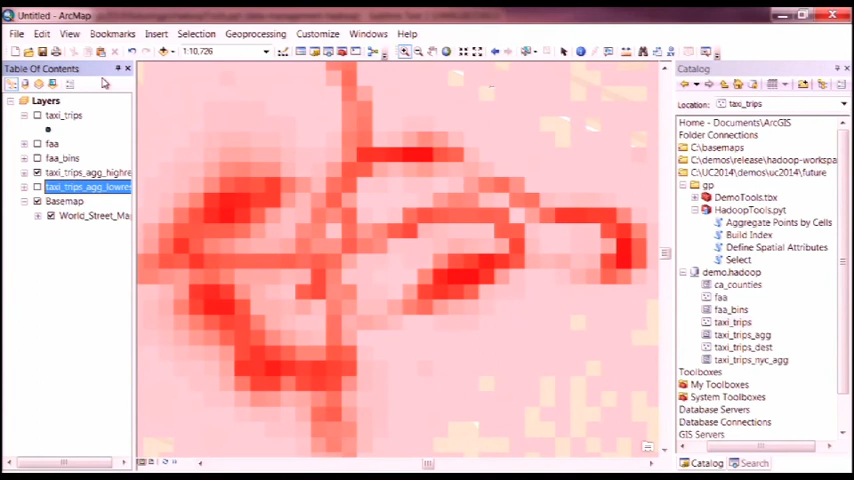 Untitled - ArcMap
File Edit View Bookmarks Insert Selection Geoprocessing Customize Windows Help
1:10,726
Table Of Contents
Layers
taxi_trips
faa
faa_bins
taxi_trips_agg_highre
taxi_trips_agg_lowres
Basemap
World_Street_Ma
Catalog
Location: taxi_trips
Home - Documents\ArcGIS
Folder Connections
C:\basemaps
C:\demos\release\hadoop-workspa
C:\UC2014\demos\uc2014\future
gp
DemoTools.tbx
HadoopTools.pyt
Aggregate Points by Cells
Build Index
Define Spatial Attributes
Select
demo.hadoop
ca_counties
faa
faa_bins
taxi_trips
taxi_trips_agg
taxi_trips_dest
taxi_trips_nyc_agg
Toolboxes
My Toolboxes
System Toolboxes
Database Servers
Database Connections
GIS Servers
Catalog Search